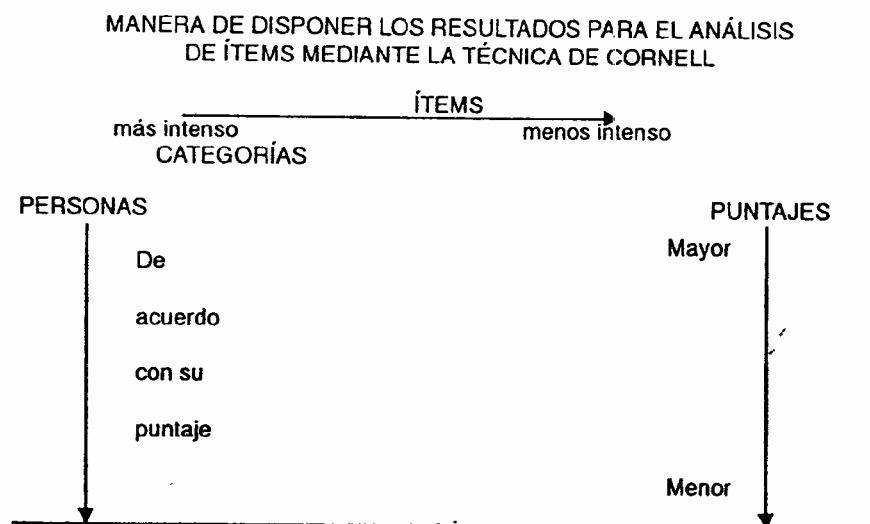 MANERA DE DISPONER LOS RESULTADOS PARA EL ANÁLISIS
DE ÍTEMS MEDIANTE LA TÉCNICA DE CORNELL
ÍTEMS
más intenso menos intenso
CATEGORÍAS
PERSONAS PUNTAJES
De Mayor
acuerdo
con su
puntaje
Menor